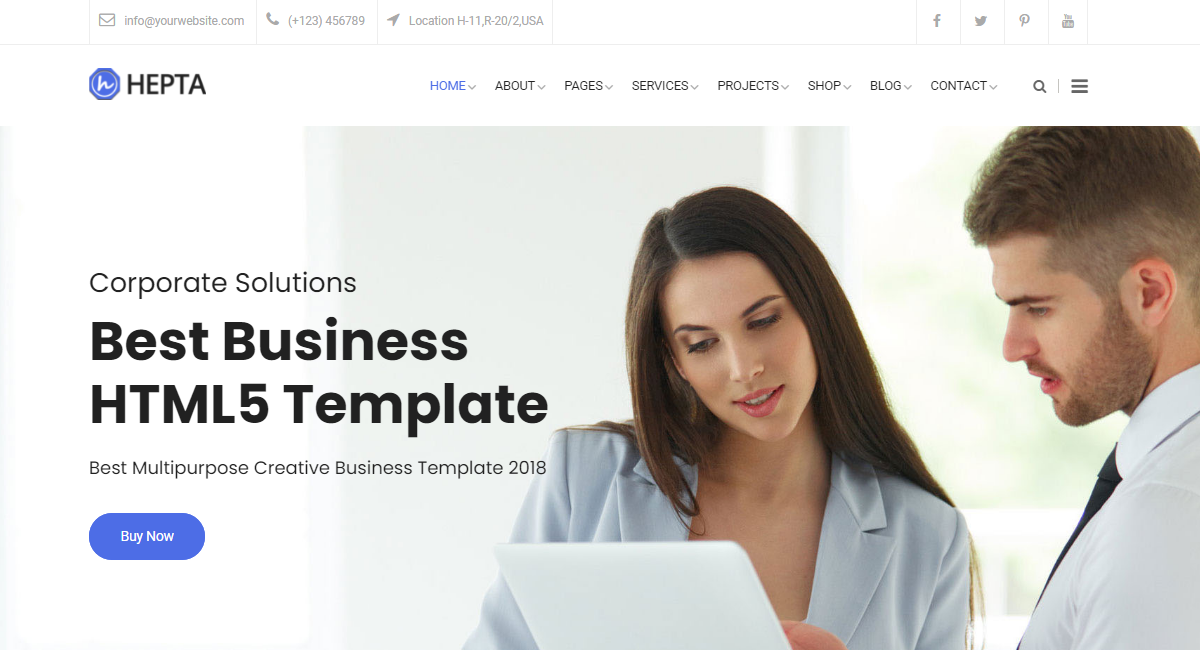 info@yourwebsite.com (+123) 456789 Location H-11,R-20/2,USA
HEPTA HOME ABOUT PAGES SERVICES PROJECTS SHOP BLOG CONTACT
Corporate Solutions
Best Business
HTML5 Template
Best Multipurpose Creative Business Template 2018
Buy Now